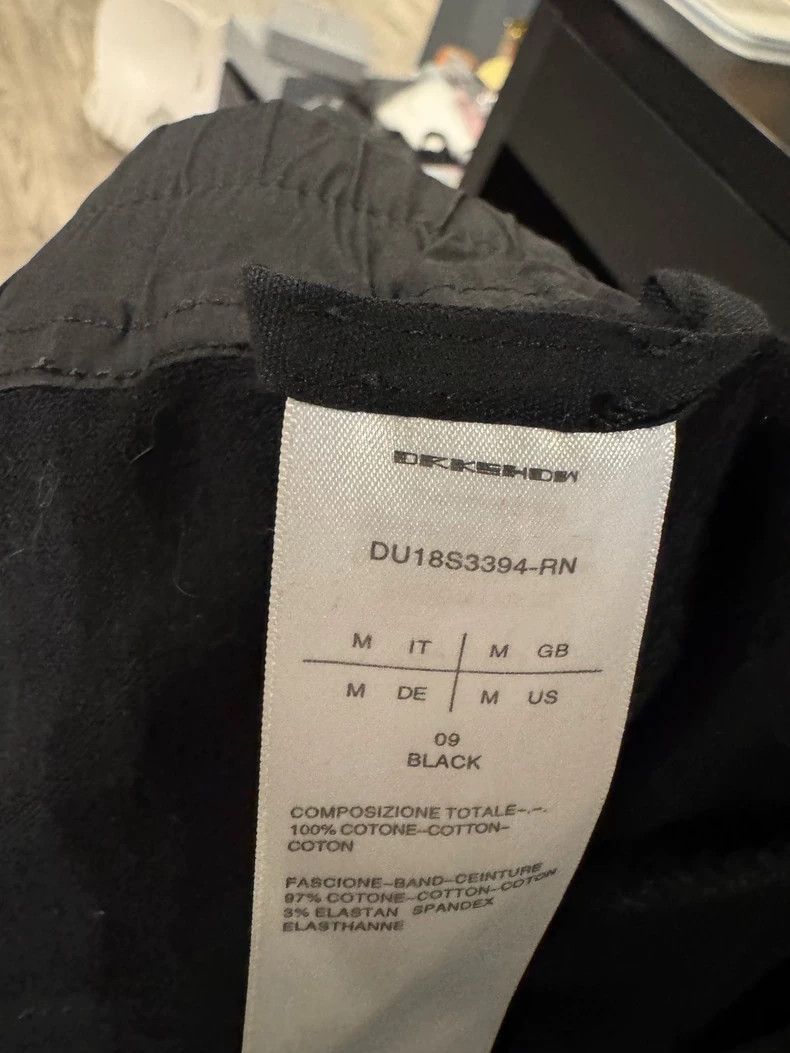 DRKSHDW
DU18S3394-RN
M IT M GB
M DE M US
09
BLACK
COMPOSIZIONE TOTALE-.-.
100% COTONE-COTTON-
COTON
FASCIONE-BAND-CEINTURE
97% COTONE-COTTON-COTON
3% ELASTAN SPANDEX
ELASTHANNE